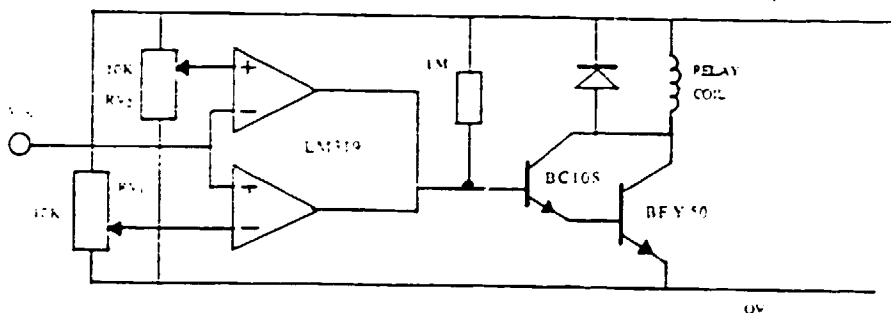 10K
RV2
1M
RELAY
COIL
LM319
RV1
10K
BC108
BFY50
0V